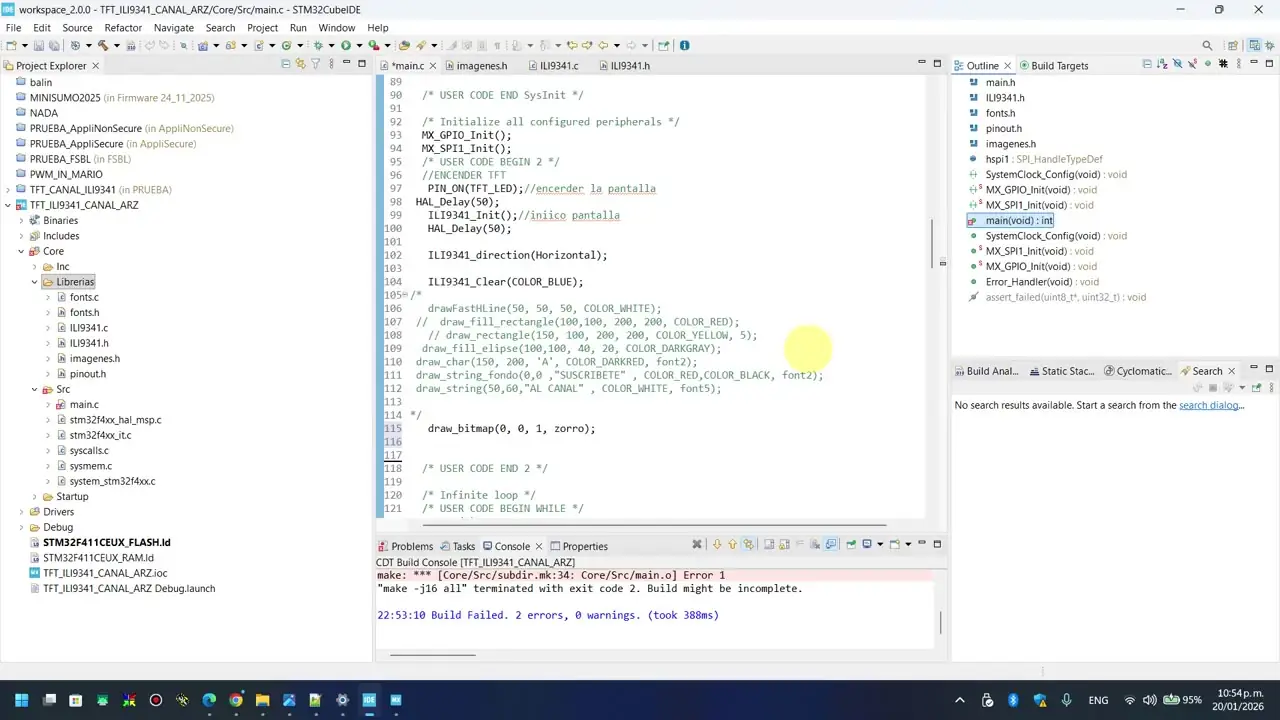 workspace_2.0.0 - TFT_ILI9341_CANAL_ARZ/Core/Src/main.c - STM32CubeIDE
File Edit Source Refactor Navigate Search Project Run Window Help
Project Explorer
balin
MINISUMO2025 (in Firmware 24_11_2025)
NADA
PRUEBA_AppliNonSecure (in AppliNonSecure)
PRUEBA_AppliSecure (in AppliSecure)
PRUEBA_FSBL (in FSBL)
PWM_IN_MARIO
TFT_CANAL_ILI9341 (in PRUEBA)
TFT_ILI9341_CANAL_ARZ
Binaries
Includes
Core
Inc
Librerias
fonts.c
fonts.h
ILI9341.c
ILI9341.h
imagenes.h
pinout.h
Src
main.c
stm32f4xx_hal_msp.c
stm32f4xx_it.c
syscalls.c
sysmem.c
system_stm32f4xx.c
Startup
Drivers
Debug
STM32F411CEUX_FLASH.ld
STM32F411CEUX_RAM.ld
TFT_ILI9341_CANAL_ARZ.ioc
TFT_ILI9341_CANAL_ARZ Debug.launch
*main.c imagenes.h ILI9341.c ILI9341.h
89
90 /* USER CODE END SysInit */
91
92 /* Initialize all configured peripherals */
93 MX_GPIO_Init();
94 MX_SPI1_Init();
95 /* USER CODE BEGIN 2 */
96 //ENCENDER TFT
97 PIN_ON(TFT_LED);//encerder la pantalla
98 HAL_Delay(50);
99 ILI9341_Init();//iniico pantalla
100 HAL_Delay(50);
101
102 ILI9341_direction(Horizontal);
103
104 ILI9341_Clear(COLOR_BLUE);
105 /*
106 drawFastHLine(50, 50, 50, COLOR_WHITE);
107 // draw_fill_rectangle(100,100, 200, 200, COLOR_RED);
108 // draw_rectangle(150, 100, 200, 200, COLOR_YELLOW, 5);
109 draw_fill_elipse(100,100, 40, 20, COLOR_DARKGRAY);
110 draw_char(150, 200, 'A', COLOR_DARKRED, font2);
111 draw_string_fondo(0,0 ,"SUSCRIBETE" , COLOR_RED,COLOR_BLACK, font2);
112 draw_string(50,60,"AL CANAL" , COLOR_WHITE, font5);
113
114 */
115 draw_bitmap(0, 0, 1, zorro);
116
117
118 /* USER CODE END 2 */
119
120 /* Infinite loop */
121 /* USER CODE BEGIN WHILE */
Problems Tasks Console Properties
CDT Build Console [TFT_ILI9341_CANAL_ARZ]
make: *** [Core/Src/subdir.mk:34: Core/Src/main.o] Error 1
"make -j16 all" terminated with exit code 2. Build might be incomplete.
22:53:10 Build Failed. 2 errors, 0 warnings. (took 388ms)
Outline Build Targets
main.h
ILI9341.h
fonts.h
pinout.h
imagenes.h
hspi1 : SPI_HandleTypeDef
SystemClock_Config(void) : void
MX_GPIO_Init(void) : void
MX_SPI1_Init(void) : void
main(void) : int
SystemClock_Config(void) : void
MX_SPI1_Init(void) : void
MX_GPIO_Init(void) : void
Error_Handler(void) : void
assert_failed(uint8_t*, uint32_t) : void
Build Anal... Static Stac... Cyclomatic... Search
No search results available. Start a search from the search dialog...
ENG
95%
10:54 p.m.
20/01/2026